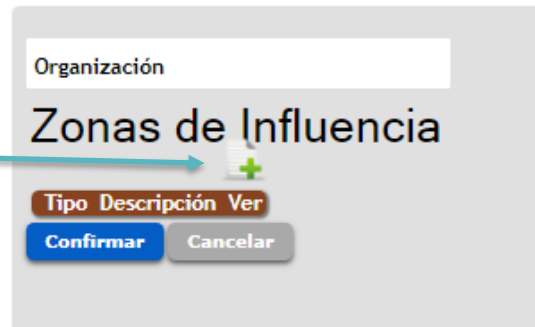 Organización
Zonas de Influencia
Tipo Descripción Ver
Confirmar Cancelar